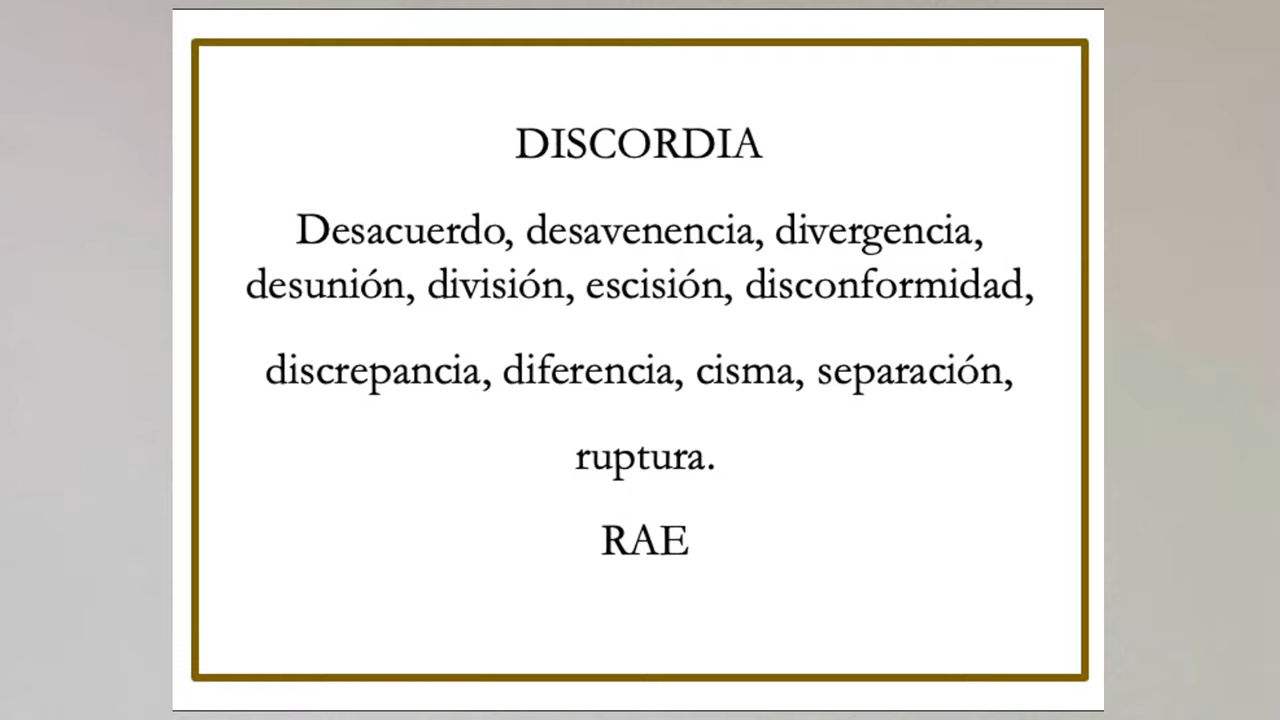 DISCORDIA
Desacuerdo, desavenencia, divergencia,
desunión, división, escisión, disconformidad,
discrepancia, diferencia, cisma, separación,
ruptura.
RAE